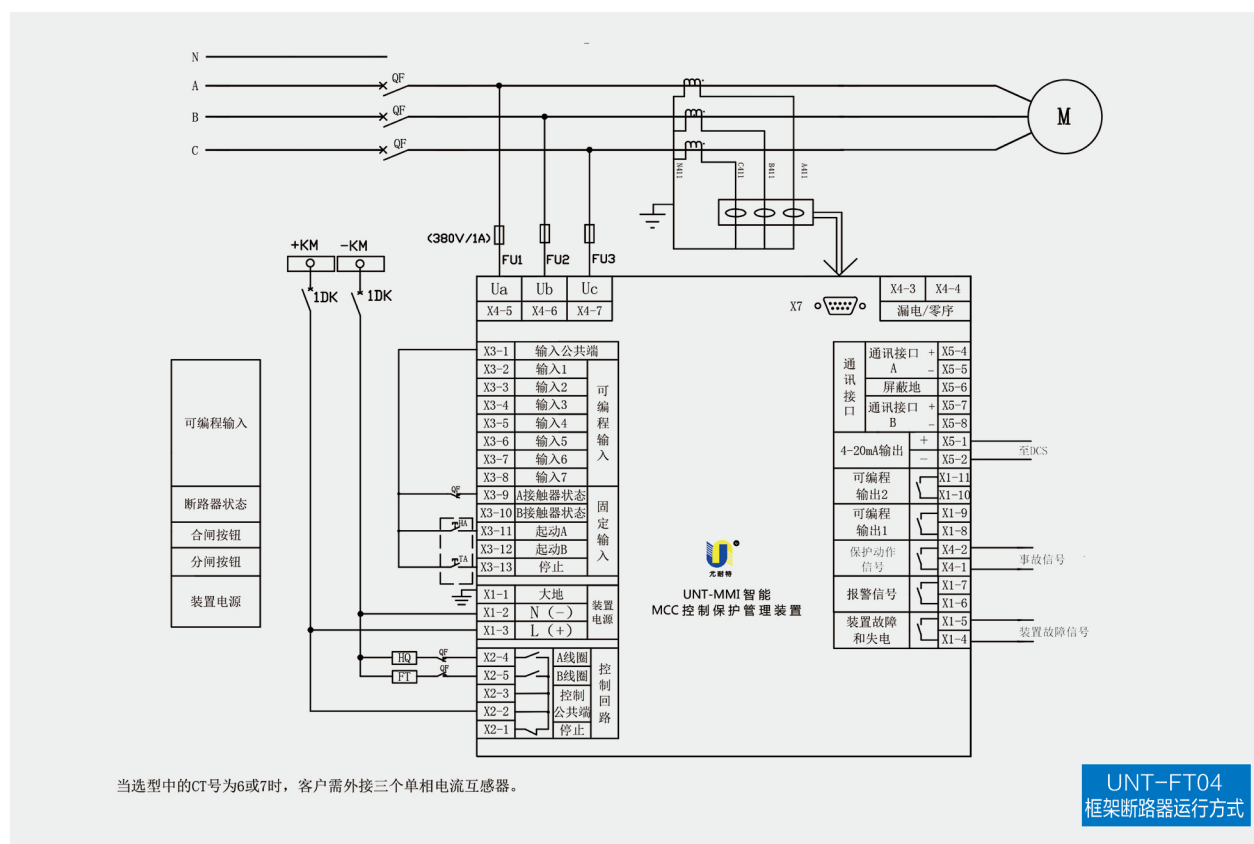 N
A
QF
B
QF
C
QF
M
N411
C411
B411
A411
(380V/1A)
FU1
FU2
FU3
+KM
-KM
1DK
1DK
Ua
Ub
Uc
X4-5
X4-6
X4-7
X7
X4-3
X4-4
漏电/零序
可编程输入
断路器状态
合闸按钮
分闸按钮
装置电源
X3-1
输入公共端
X3-2
输入1
X3-3
输入2
X3-4
输入3
X3-5
输入4
X3-6
输入5
X3-7
输入6
X3-8
输入7
可编程输入
QF
X3-9
A接触器状态
X3-10
B接触器状态
HA
X3-11
起动A
X3-12
起动B
TA
X3-13
停止
固定输入
X1-1
大地
X1-2
N (-)
X1-3
L (+)
装置
电源
HQ
QF
X2-4
A线圈
FT
QF
X2-5
B线圈
X2-3
控制
X2-2
公共端
X2-1
停止
控制回路
通讯接口
通讯接口 +
A -
X5-4
X5-5
屏蔽地
X5-6
通讯接口 +
B -
X5-7
X5-8
4-20mA输出
+
X5-1
-
X5-2
至DCS
可编程
输出2
X1-11
X1-10
可编程
输出1
X1-9
X1-8
保护动作
信号
X4-2
X4-1
事故信号
报警信号
X1-7
X1-6
装置故障
和失电
X1-5
X1-4
装置故障信号
尤耐特
UNT-MMI 智能
MCC 控制保护管理装置
当选型中的CT号为6或7时，客户需外接三个单相电流互感器。
UNT-FT04
框架断路器运行方式